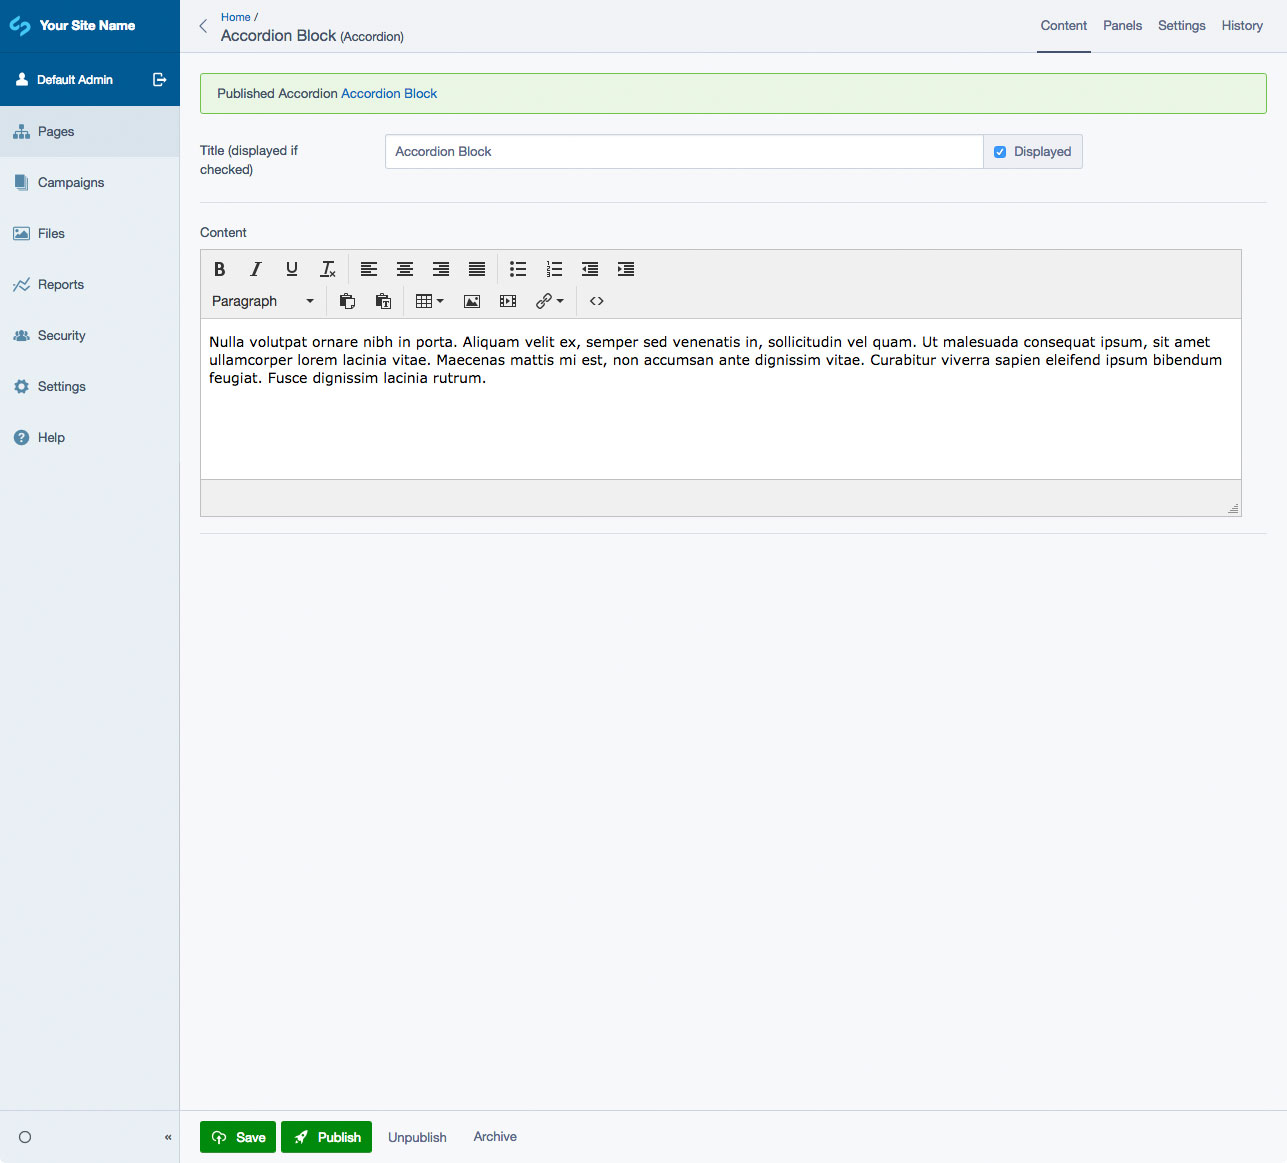 Your Site Name
Default Admin
Pages
Campaigns
Files
Reports
Security
Settings
Help
«
Home /
Accordion Block (Accordion)
Content Panels Settings History
Published Accordion Accordion Block
Title (displayed if
checked)
Accordion Block
Displayed
Content
Paragraph
Nulla volutpat ornare nibh in porta. Aliquam velit ex, semper sed venenatis in, sollicitudin vel quam. Ut malesuada consequat ipsum, sit amet
ullamcorper lorem lacinia vitae. Maecenas mattis mi est, non accumsan ante dignissim vitae. Curabitur viverra sapien eleifend ipsum bibendum
feugiat. Fusce dignissim lacinia rutrum.
Save Publish Unpublish Archive